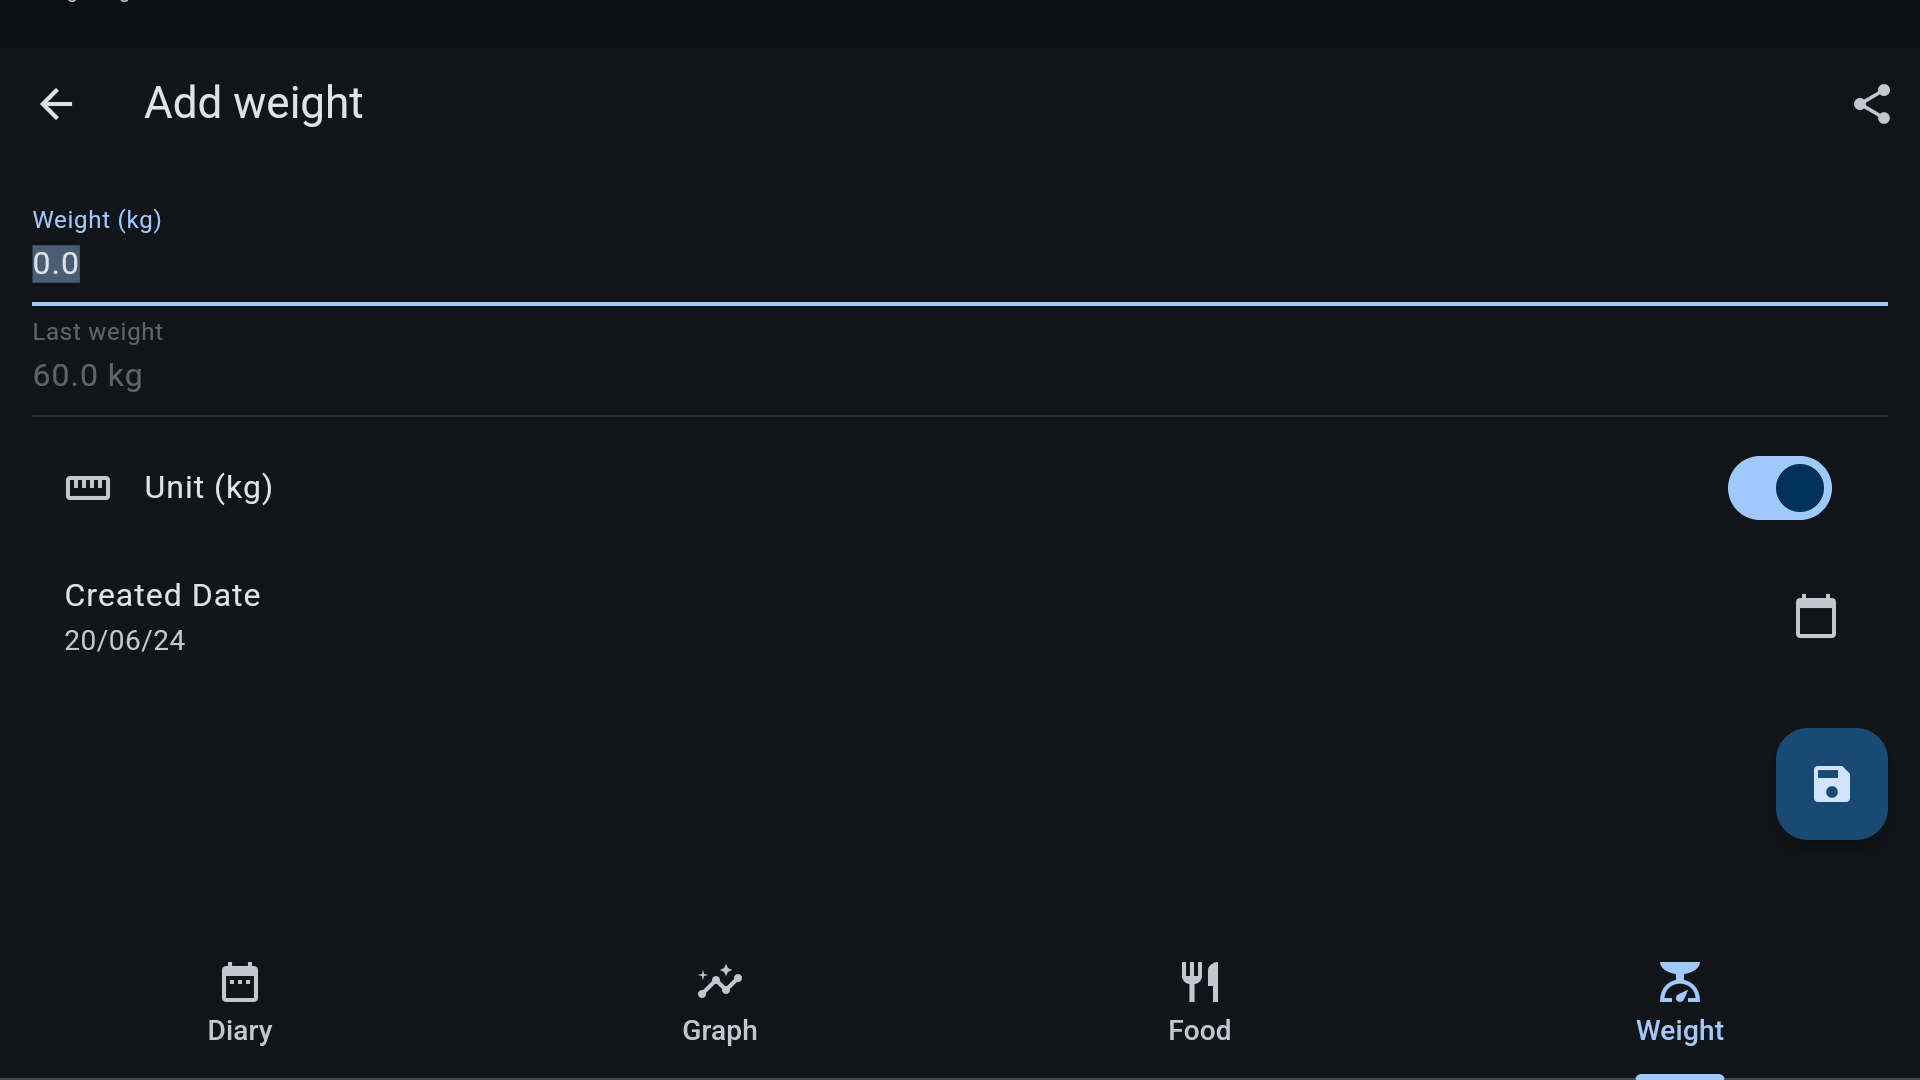 Add weight
Weight (kg)
0.0
Last weight
60.0 kg
Unit (kg)
Created Date
20/06/24
Diary
Graph
Food
Weight